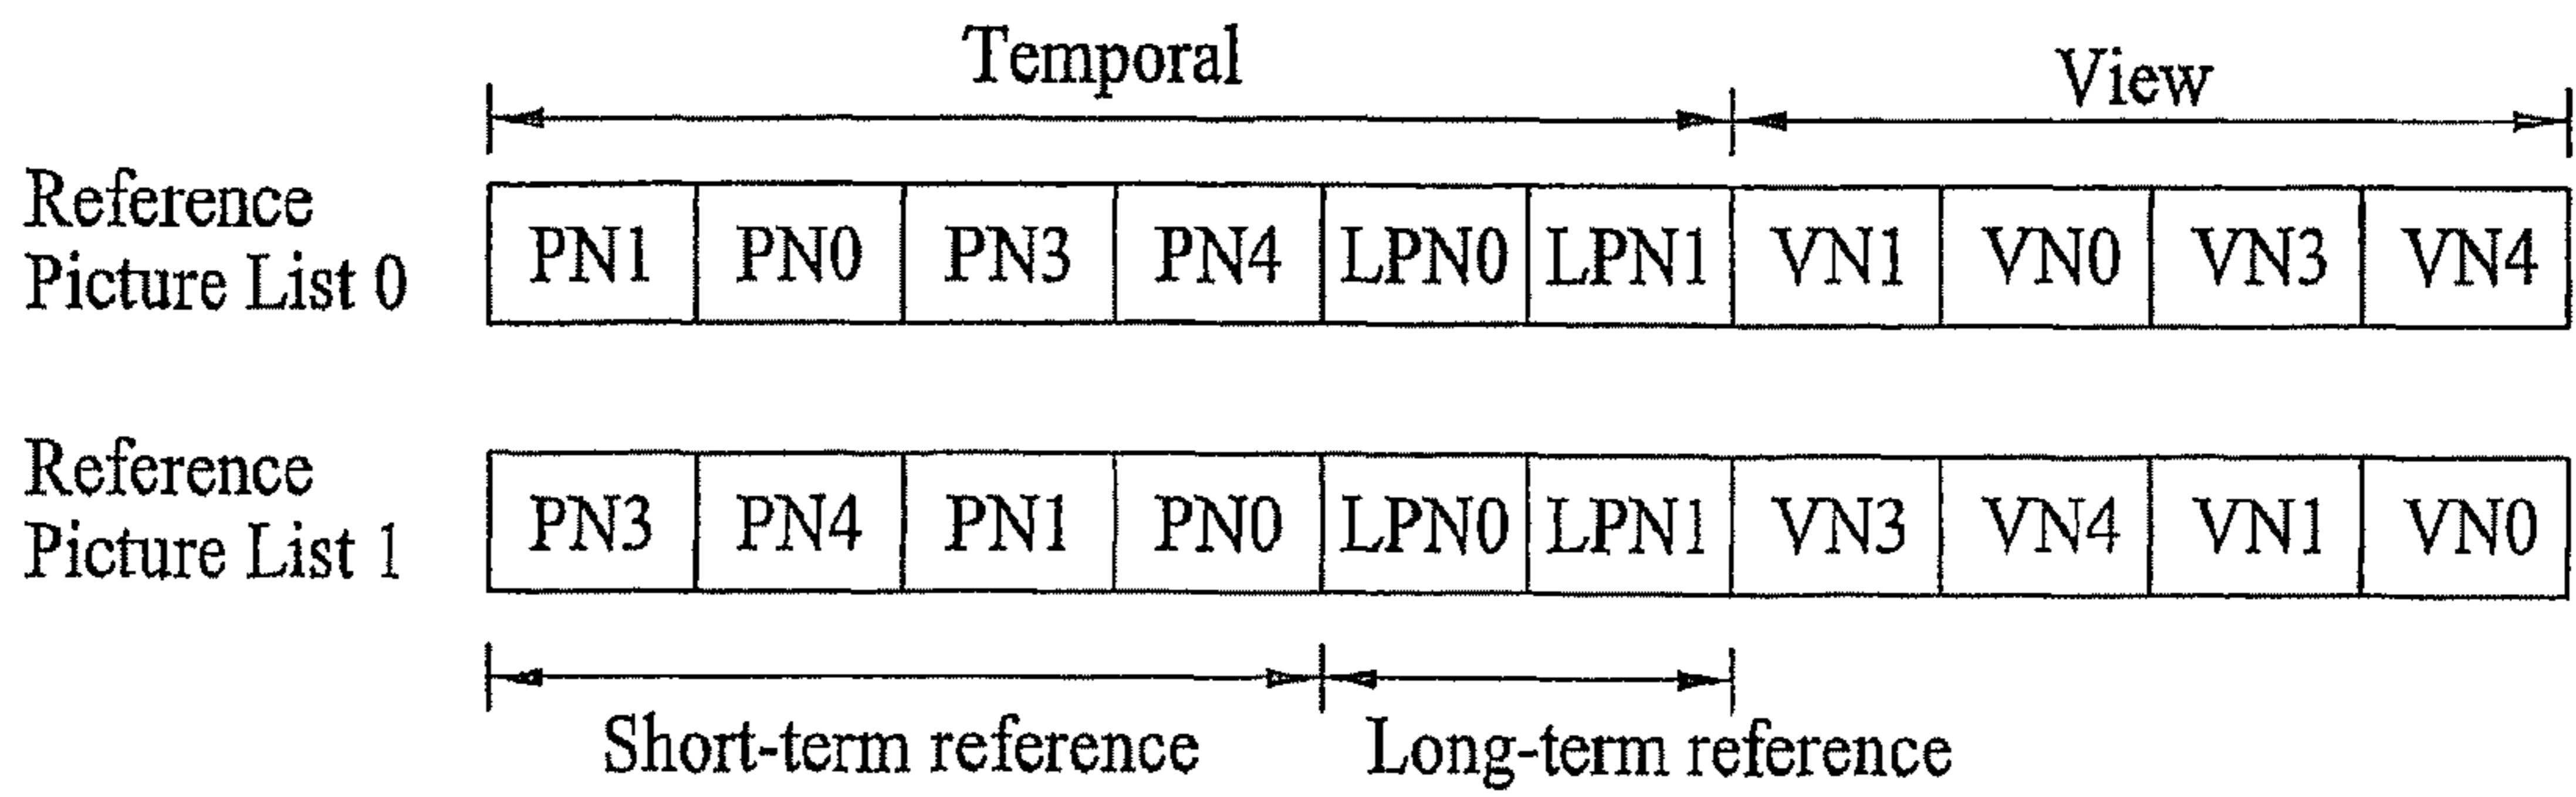 Temporal View
Reference
Picture List 0
PN1 PN0 PN3 PN4 LPN0 LPN1 VN1 VN0 VN3 VN4
Reference
Picture List 1
PN3 PN4 PN1 PN0 LPN0 LPN1 VN3 VN4 VN1 VN0
Short-term reference Long-term reference